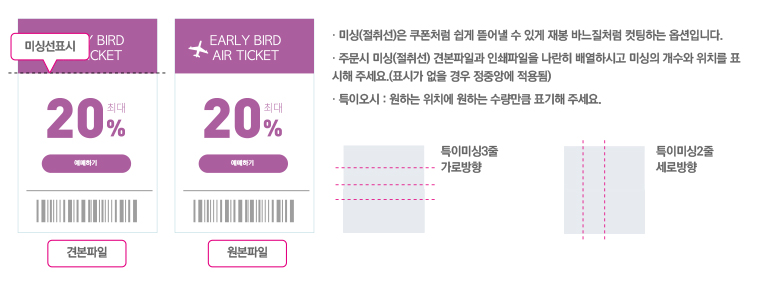 미싱선표시
Y BIRD
CKET
최대
20%
예매하기
견본파일
EARLY BIRD
AIR TICKET
최대
20%
예매하기
원본파일
· 미싱(절취선)은 쿠폰처럼 쉽게 뜯어낼 수 있게 재봉 바느질처럼 컷팅하는 옵션입니다.
· 주문시 미싱(절취선) 견본파일과 인쇄파일을 나란히 배열하시고 미싱의 개수와 위치를 표
시해 주세요.(표시가 없을 경우 정중앙에 적용됨)
· 특이오시 : 원하는 위치에 원하는 수량만큼 표기해 주세요.
특이미싱3줄
가로방향
특이미싱2줄
세로방향